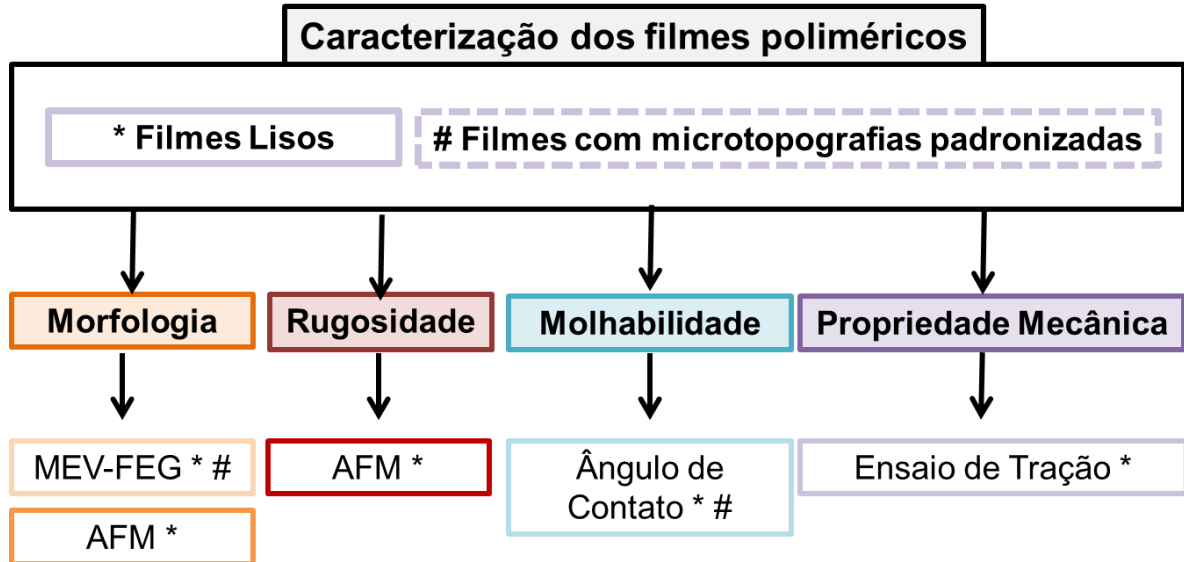 Caracterização dos filmes poliméricos
* Filmes Lisos
# Filmes com microtopografias padronizadas
Morfologia
Rugosidade
Molhabilidade
Propriedade Mecânica
MEV-FEG * #
AFM *
AFM *
Ângulo de
Contato * #
Ensaio de Tração *